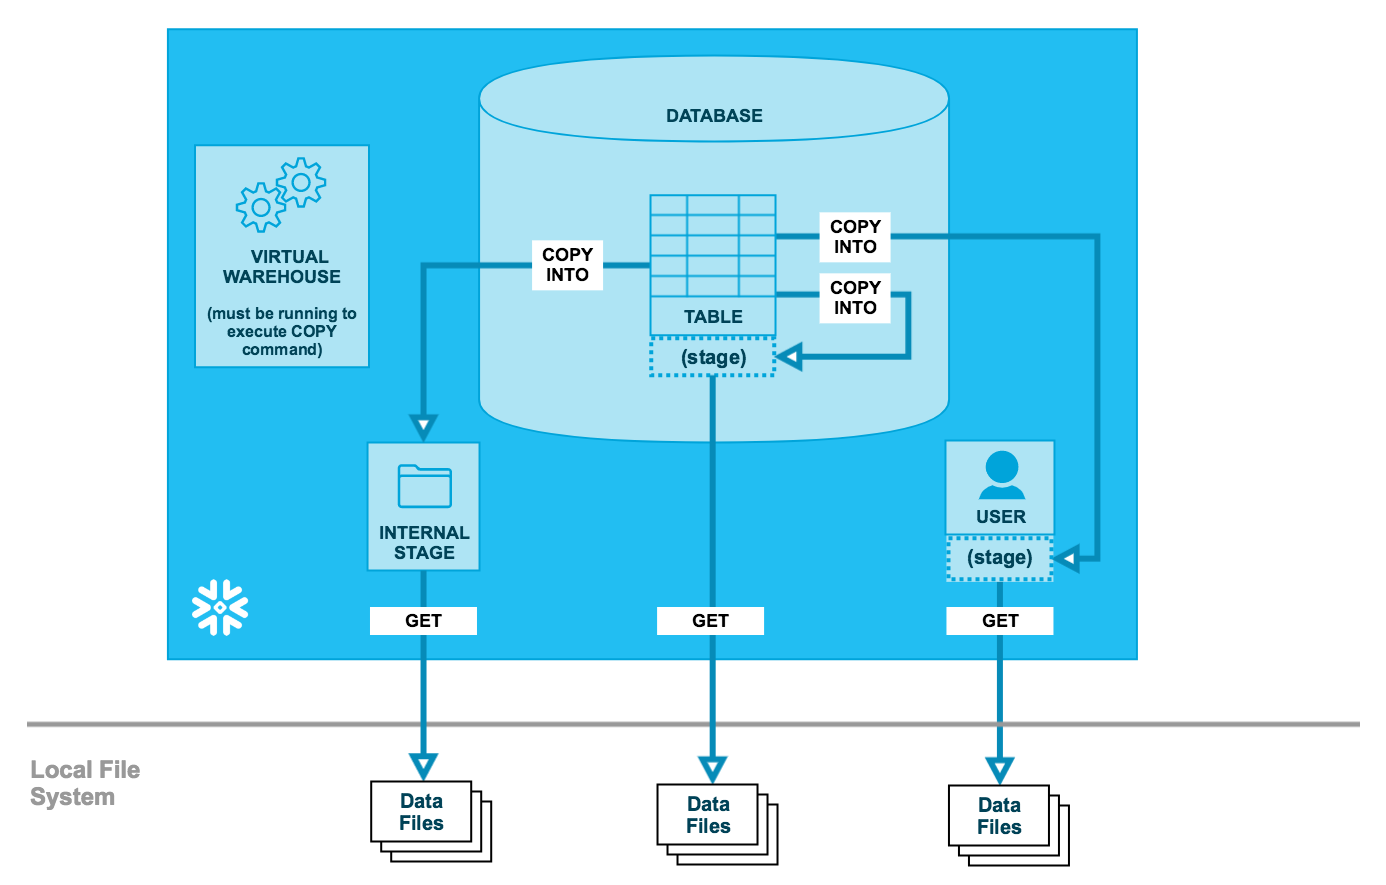 DATABASE
VIRTUAL
WAREHOUSE
(must be running to
execute COPY
command)
COPY
INTO
COPY
INTO
COPY
INTO
TABLE
(stage)
INTERNAL
STAGE
USER
(stage)
GET
GET
GET
Local File
System
Data
Files
Data
Files
Data
Files